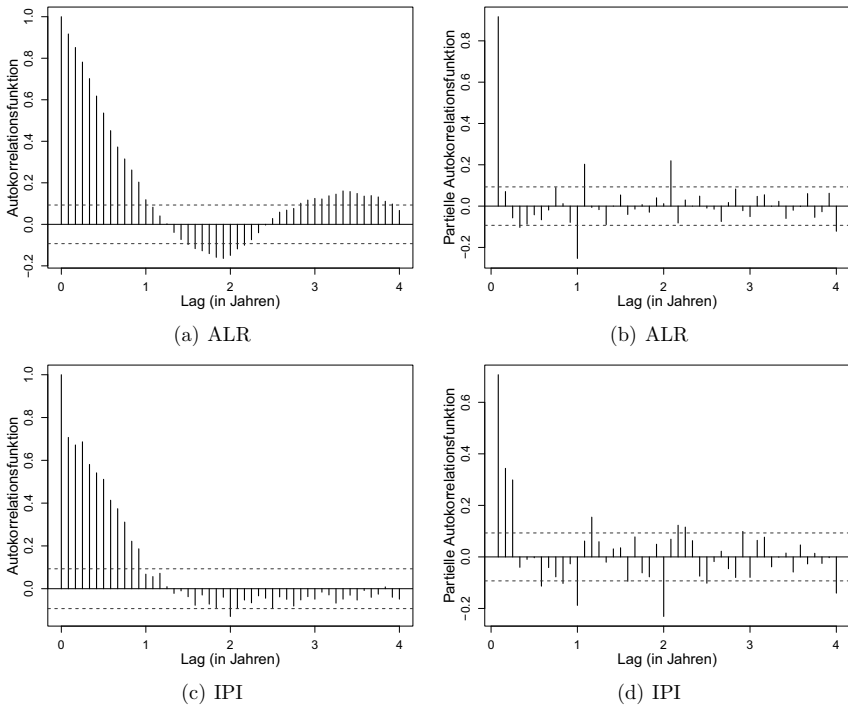 Autokorrelationsfunktion
1.0
0.8
0.6
0.4
0.2
0.0
−0.2
0 1 2 3 4
Lag (in Jahren)
(a) ALR
Partielle Autokorrelationsfunktion
0.8
0.6
0.4
0.2
0.0
−0.2
0 1 2 3 4
Lag (in Jahren)
(b) ALR
Autokorrelationsfunktion
1.0
0.8
0.6
0.4
0.2
0.0
0 1 2 3 4
Lag (in Jahren)
(c) IPI
Partielle Autokorrelationsfunktion
0.6
0.4
0.2
0.0
−0.2
0 1 2 3 4
Lag (in Jahren)
(d) IPI